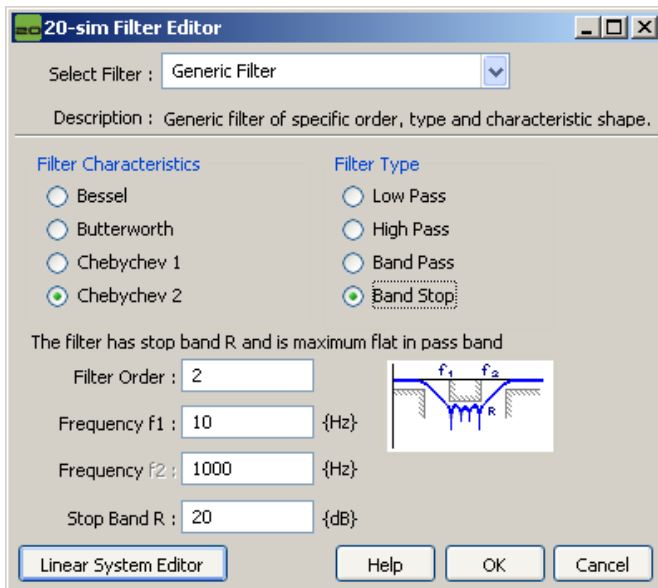 20-sim Filter Editor
Select Filter : Generic Filter
Description : Generic filter of specific order, type and characteristic shape.
Filter Characteristics
Bessel
Butterworth
Chebychev 1
Chebychev 2
Filter Type
Low Pass
High Pass
Band Pass
Band Stop
The filter has stop band R and is maximum flat in pass band
Filter Order : 2
Frequency f1 : 10 {Hz}
Frequency f2 : 1000 {Hz}
Stop Band R : 20 {dB}
f1 f2
R
Linear System Editor Help OK Cancel